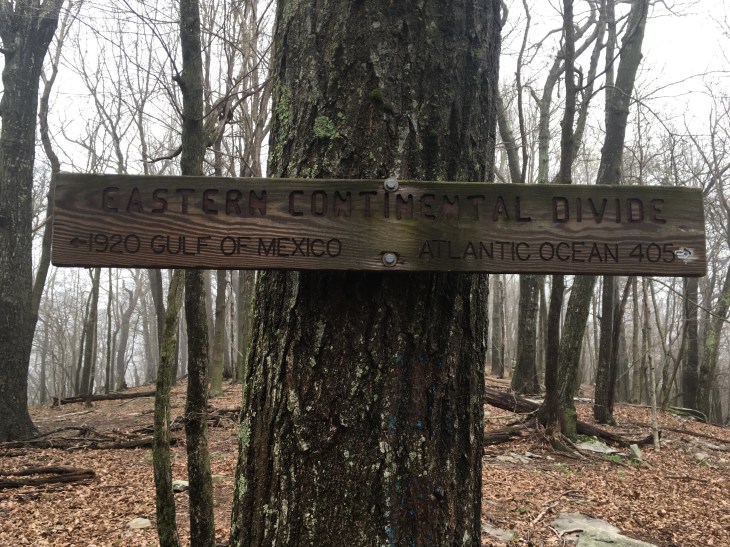 EASTERN CONTINENTAL DIVIDE
←1920 GULF OF MEXICO ATLANTIC OCEAN 405→